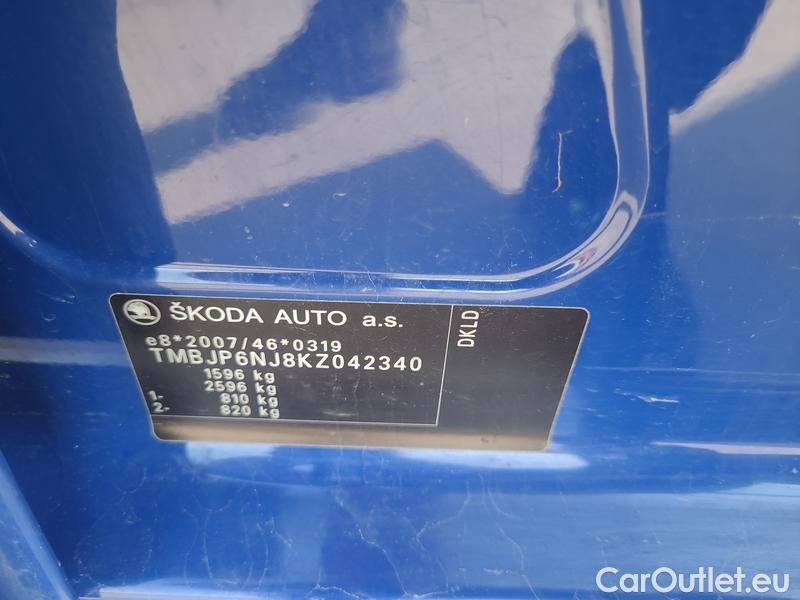 ŠKODA AUTO a.s.
e8*2007/46*0319
TMBJP6NJ8KZ042340
1596 kg
2596 kg
1- 810 kg
2- 820 kg
DKLD
CarOutlet.eu